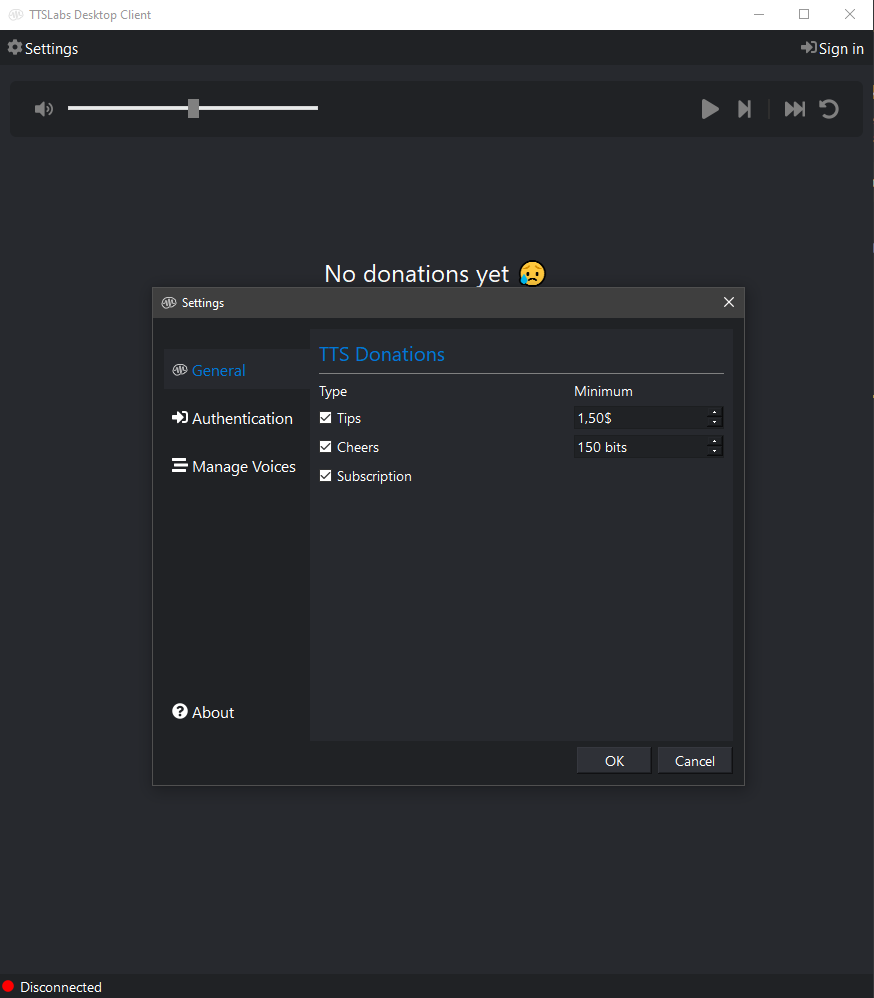 TTSLabs Desktop Client
Settings
Sign in
No donations yet 😥
Settings
General
Authentication
Manage Voices
About
TTS Donations
Type Minimum
Tips 1,50$
Cheers 150 bits
Subscription
OK Cancel
Disconnected